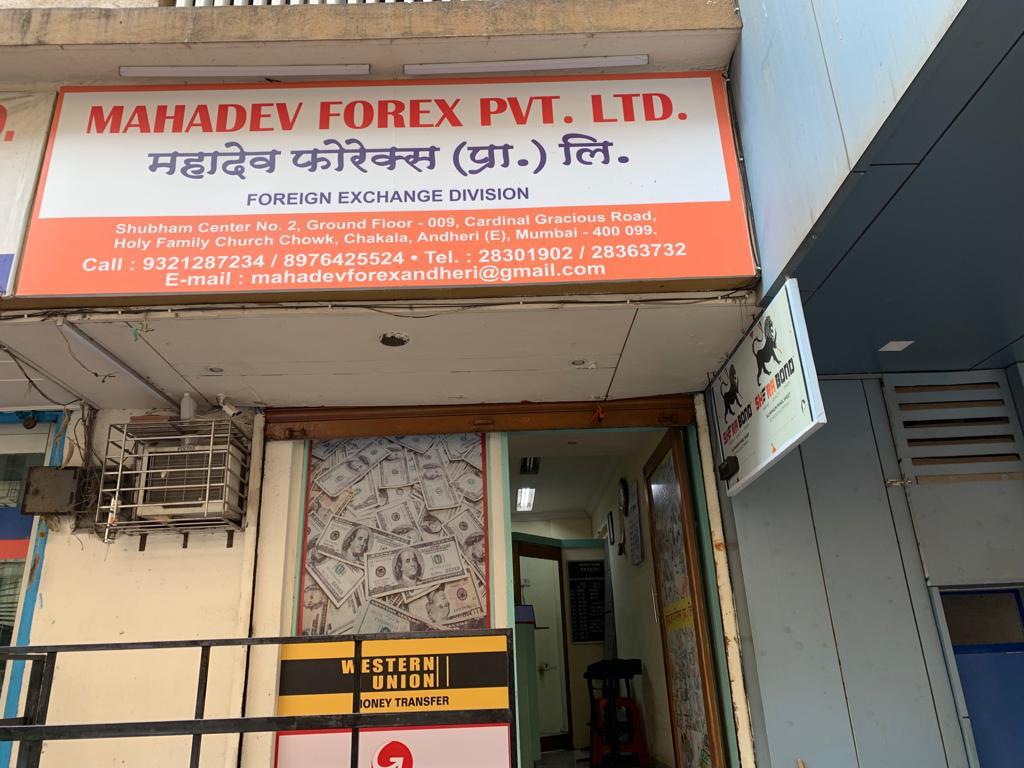 MAHADEV FOREX PVT. LTD.
महादेव फोरेक्स (प्रा.) लि.
FOREIGN EXCHANGE DIVISION
Shubham Center No. 2, Ground Floor - 009, Cardinal Gracious Road,
Holy Family Church Chowk, Chakala, Andheri (E), Mumbai - 400 099.
Call : 9321287234 / 8976425524 • Tel. : 28301902 / 28363732
E-mail : mahadevforexandheri@gmail.com
BOND
BOND
WESTERN
UNION
MONEY TRANSFER